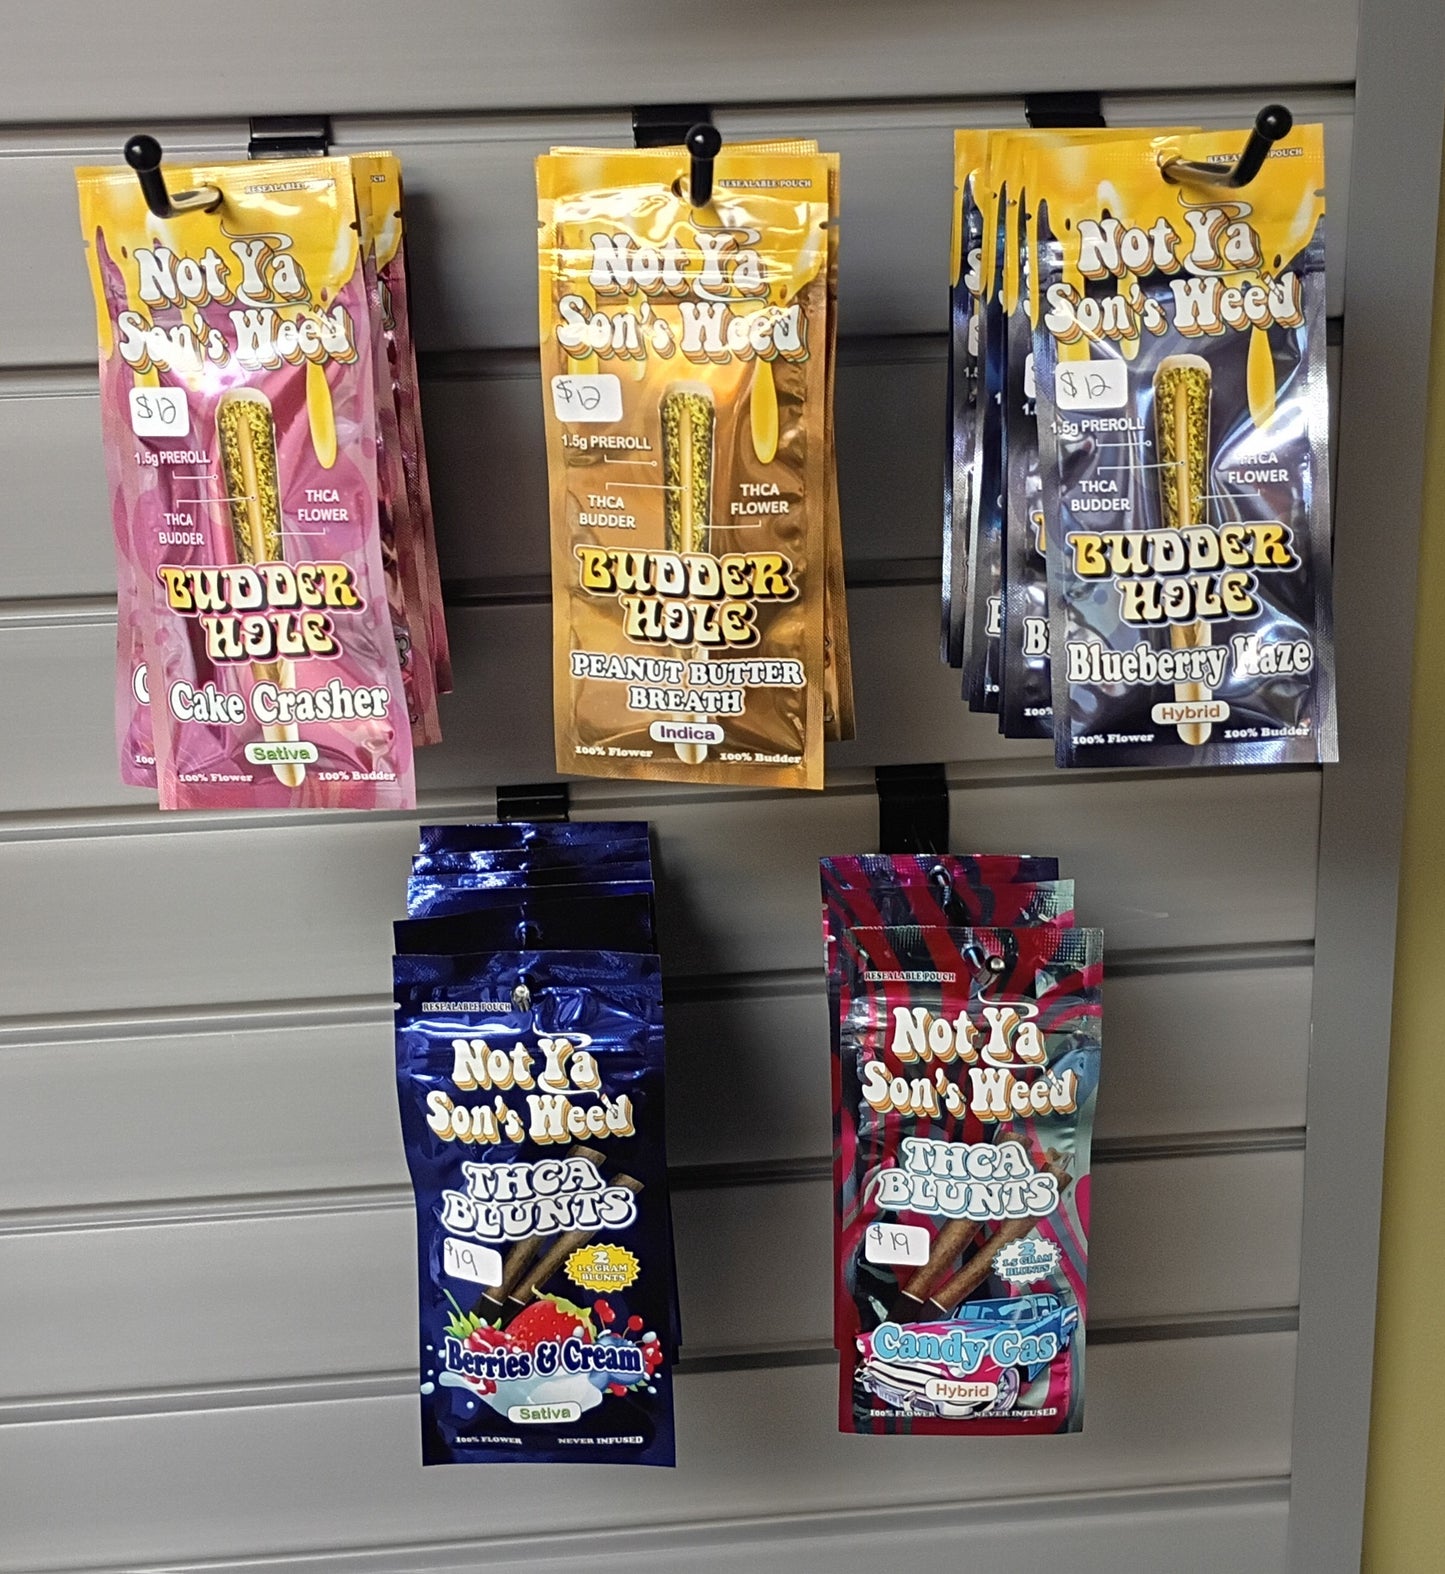 RESEALABLE POUCH
Not Ya
Son's Weed
$12
1.5g PREROLL
THCA
FLOWER
THCA
BUDDER
BUDDER
HOLE
Cake Crasher
Sativa
100% Flower 100% Budder
RESEALABLE POUCH
Not Ya
Son's Weed
$12
1.5g PREROLL
THCA
BUDDER
THCA
FLOWER
BUDDER
HOLE
PEANUT BUTTER
BREATH
Indica
100% Flower 100% Budder
POUCH
Not Ya
Son's Weed
$12
1.5g PREROLL
THCA
FLOWER
THCA
BUDDER
BUDDER
HOLE
Blueberry Haze
Hybrid
100% Flower 100% Budder
RESEALABLE POUCH
Not Ya
Son's Weed
THCA
BLUNTS
$19
2
1.5 GRAM
BLUNTS
Berries & Cream
Sativa
100% FLOWER NEVER INFUSED
RESEALABLE POUCH
Not Ya
Son's Weed
THCA
BLUNTS
$19
2
1.5 GRAM
BLUNTS
Candy Gas
Hybrid
100% FLOWER NEVER INFUSED